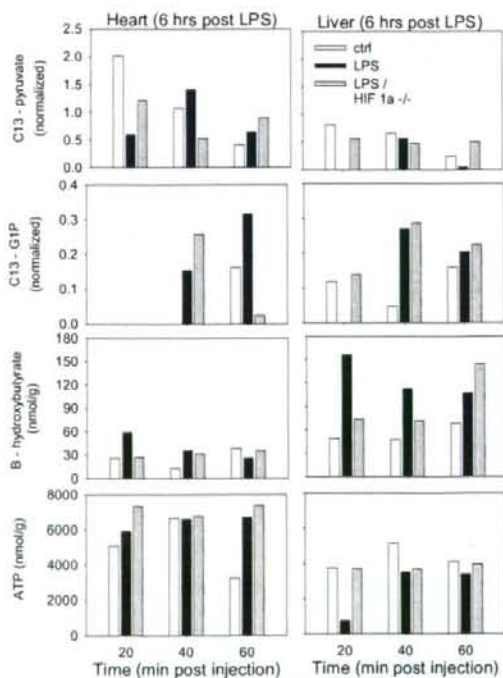 Heart (6 hrs post LPS)
Liver (6 hrs post LPS)
C13 - pyruvate
(normalized)
2.5
2.0
1.5
1.0
0.5
0.0
ctrl
LPS
LPS /
HIF 1a -/-
C13 - G1P
(normalized)
0.4
0.3
0.2
0.1
0.0
B - hydroxybutyrate
(nmol/g)
180
150
120
90
60
30
0
ATP (nmol/g)
8000
6000
4000
2000
0
20 40 60
20 40 60
Time (min post injection)
Time (min post injection)